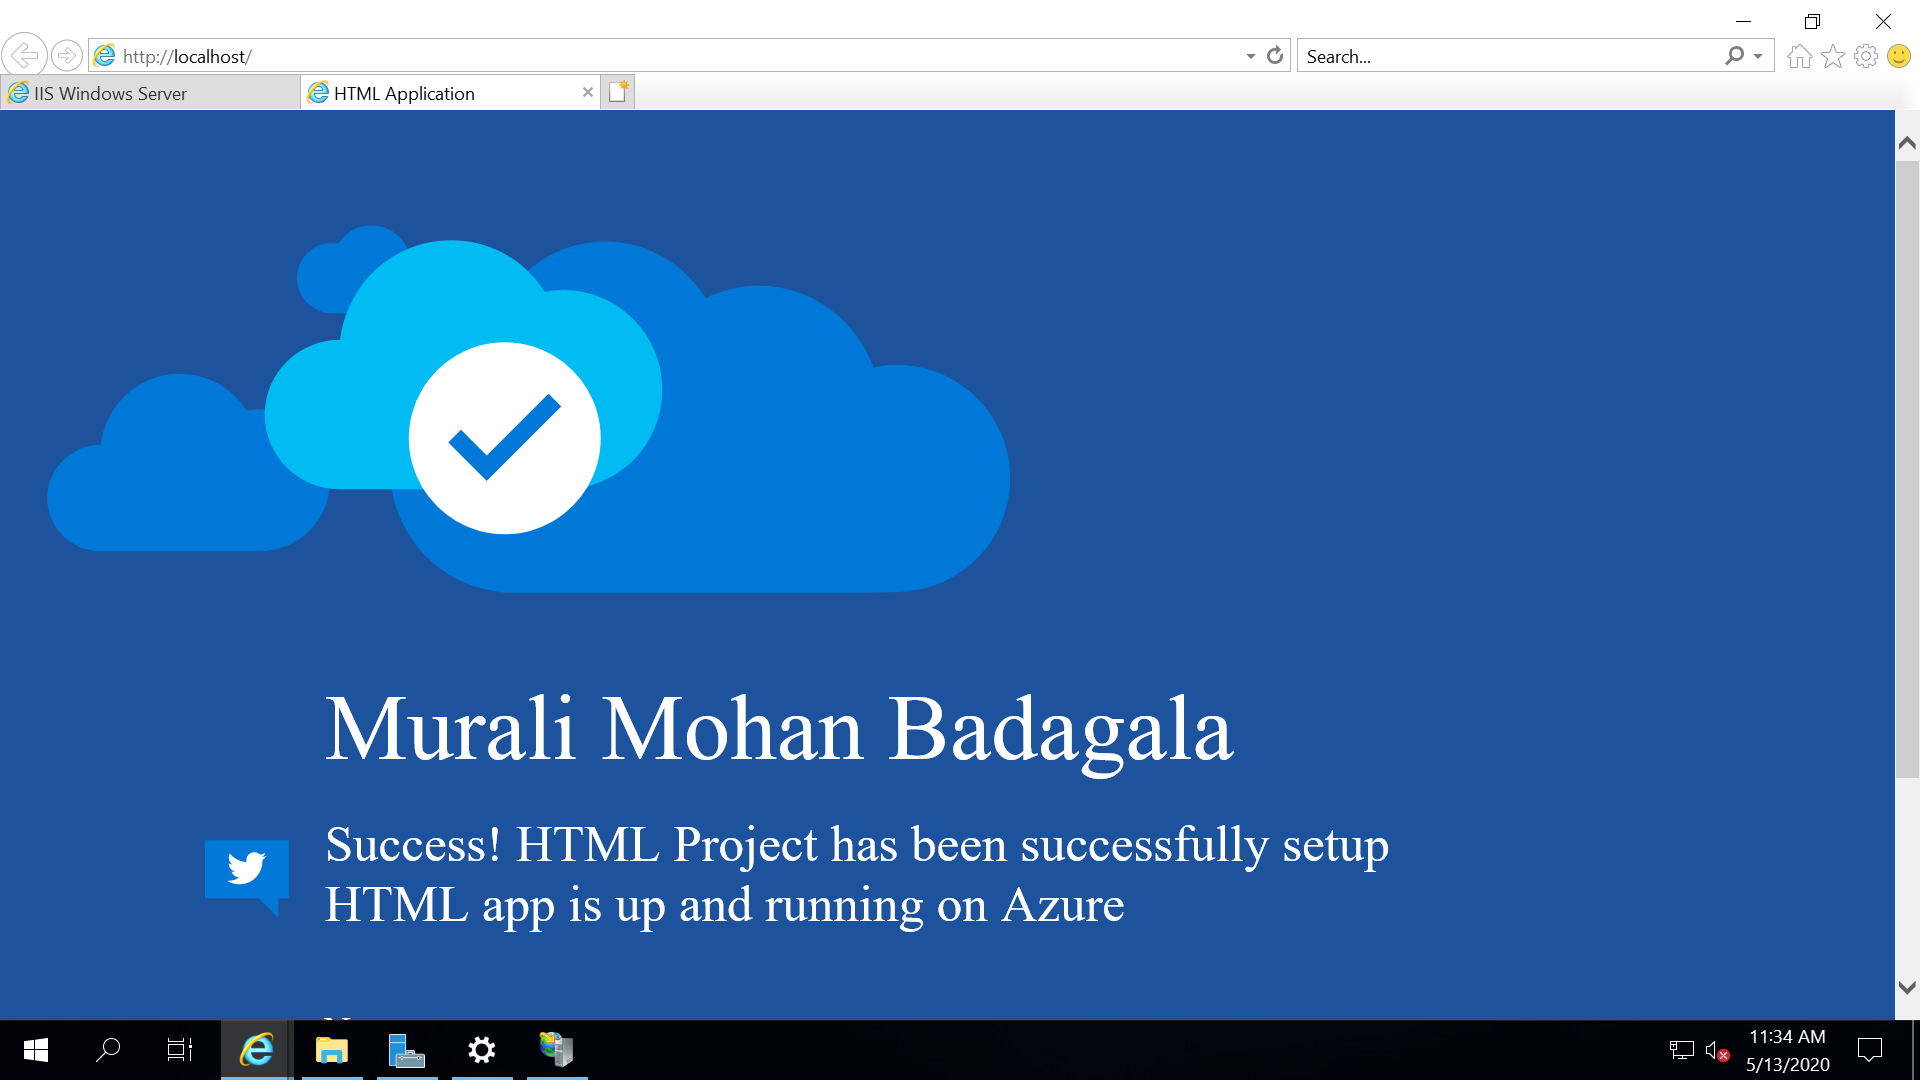 http://localhost/
Search...
IIS Windows Server
HTML Application
Murali Mohan Badagala
Success! HTML Project has been successfully setup
HTML app is up and running on Azure
11:34 AM
5/13/2020